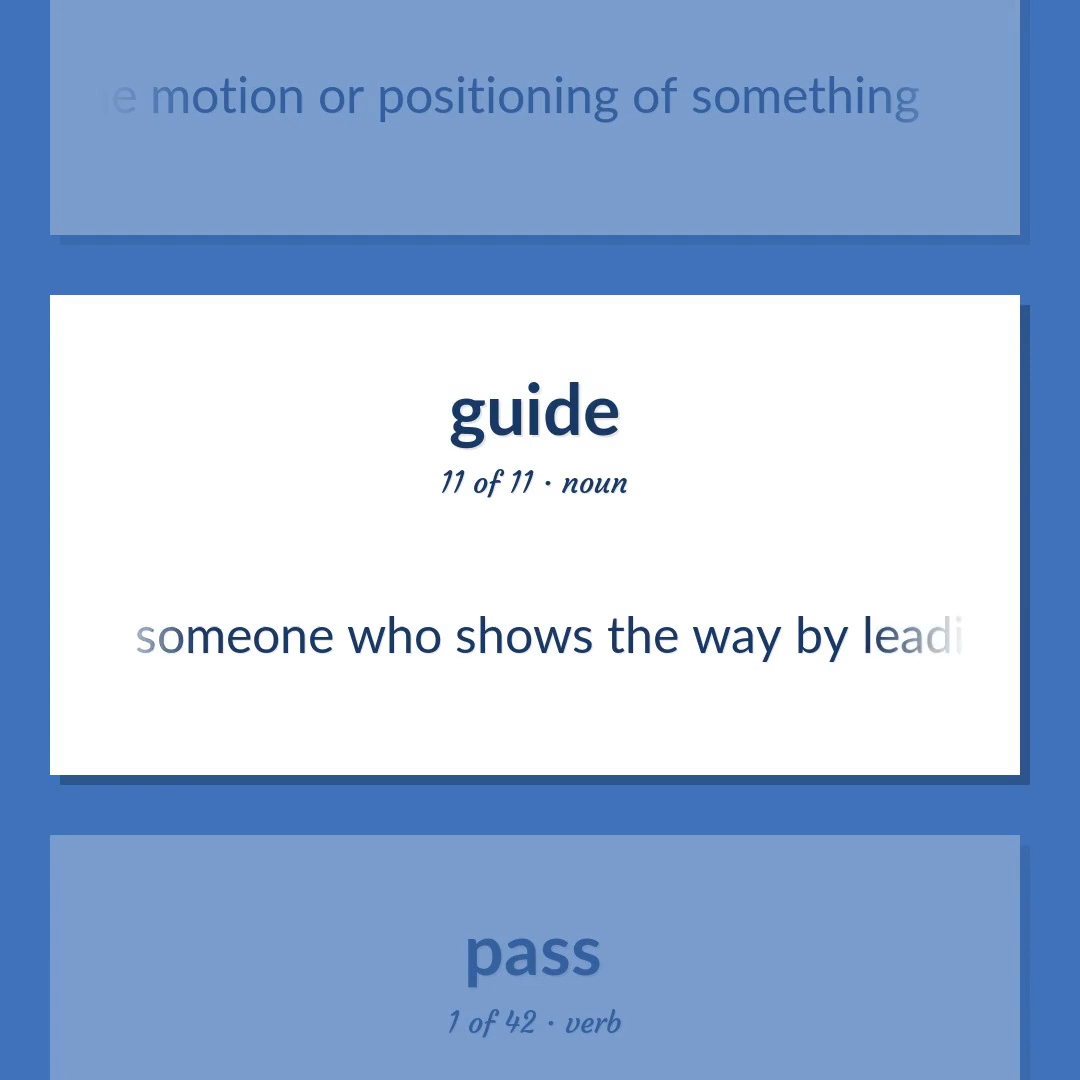 motion or positioning of something
guide
11 of 11 · noun
someone who shows the way by
pass
1 of 42 · verb